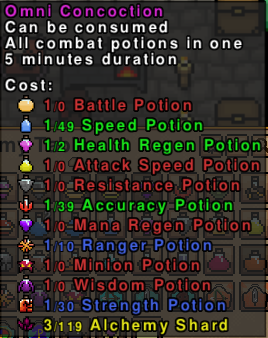 Omni Concoction
Can be consumed
All combat potions in one
5 minutes duration
Cost:
1/0 Battle Potion
1/49 Speed Potion
1/2 Health Regen Potion
1/0 Attack Speed Potion
1/0 Resistance Potion
1/39 Accuracy Potion
1/0 Mana Regen Potion
1/10 Ranger Potion
1/0 Minion Potion
1/0 Wisdom Potion
1/30 Strength Potion
3/119 Alchemy Shard